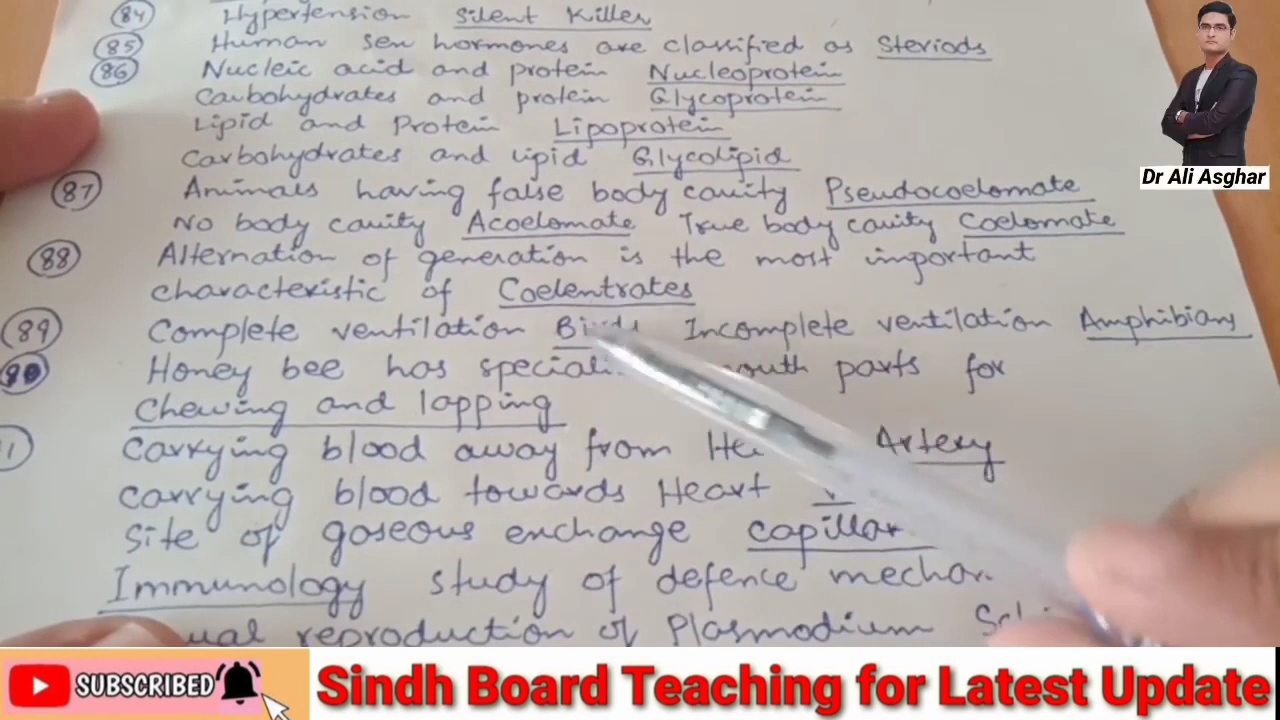 84 Hypertension Silent Killer
85 Human sex hormones are classified as Steriods
86 Nucleic acid and protein Nucleoprotein
Carbohydrates and protein Glycoprotein
Lipid and Protein Lipoprotein
Carbohydrates and Lipid Glycolipid
87 Animals having false body cavity Pseudocoelomate
No body cavity Acoelomate True body cavity Coelomate
88 Alternation of generation is the most important
characteristic of Coelentrates
89 Complete ventilation Birds Incomplete ventilation Amphibians
Honey bee has mouth parts for
Chewing and lapping
1 Carrying blood away from Artery
Carrying blood towards Heart
Site of gaseous exchange
Immunology study of defence
reproduction of Plasmodium
Dr Ali Asghar
SUBSCRIBED
Sindh Board Teaching for Latest Update